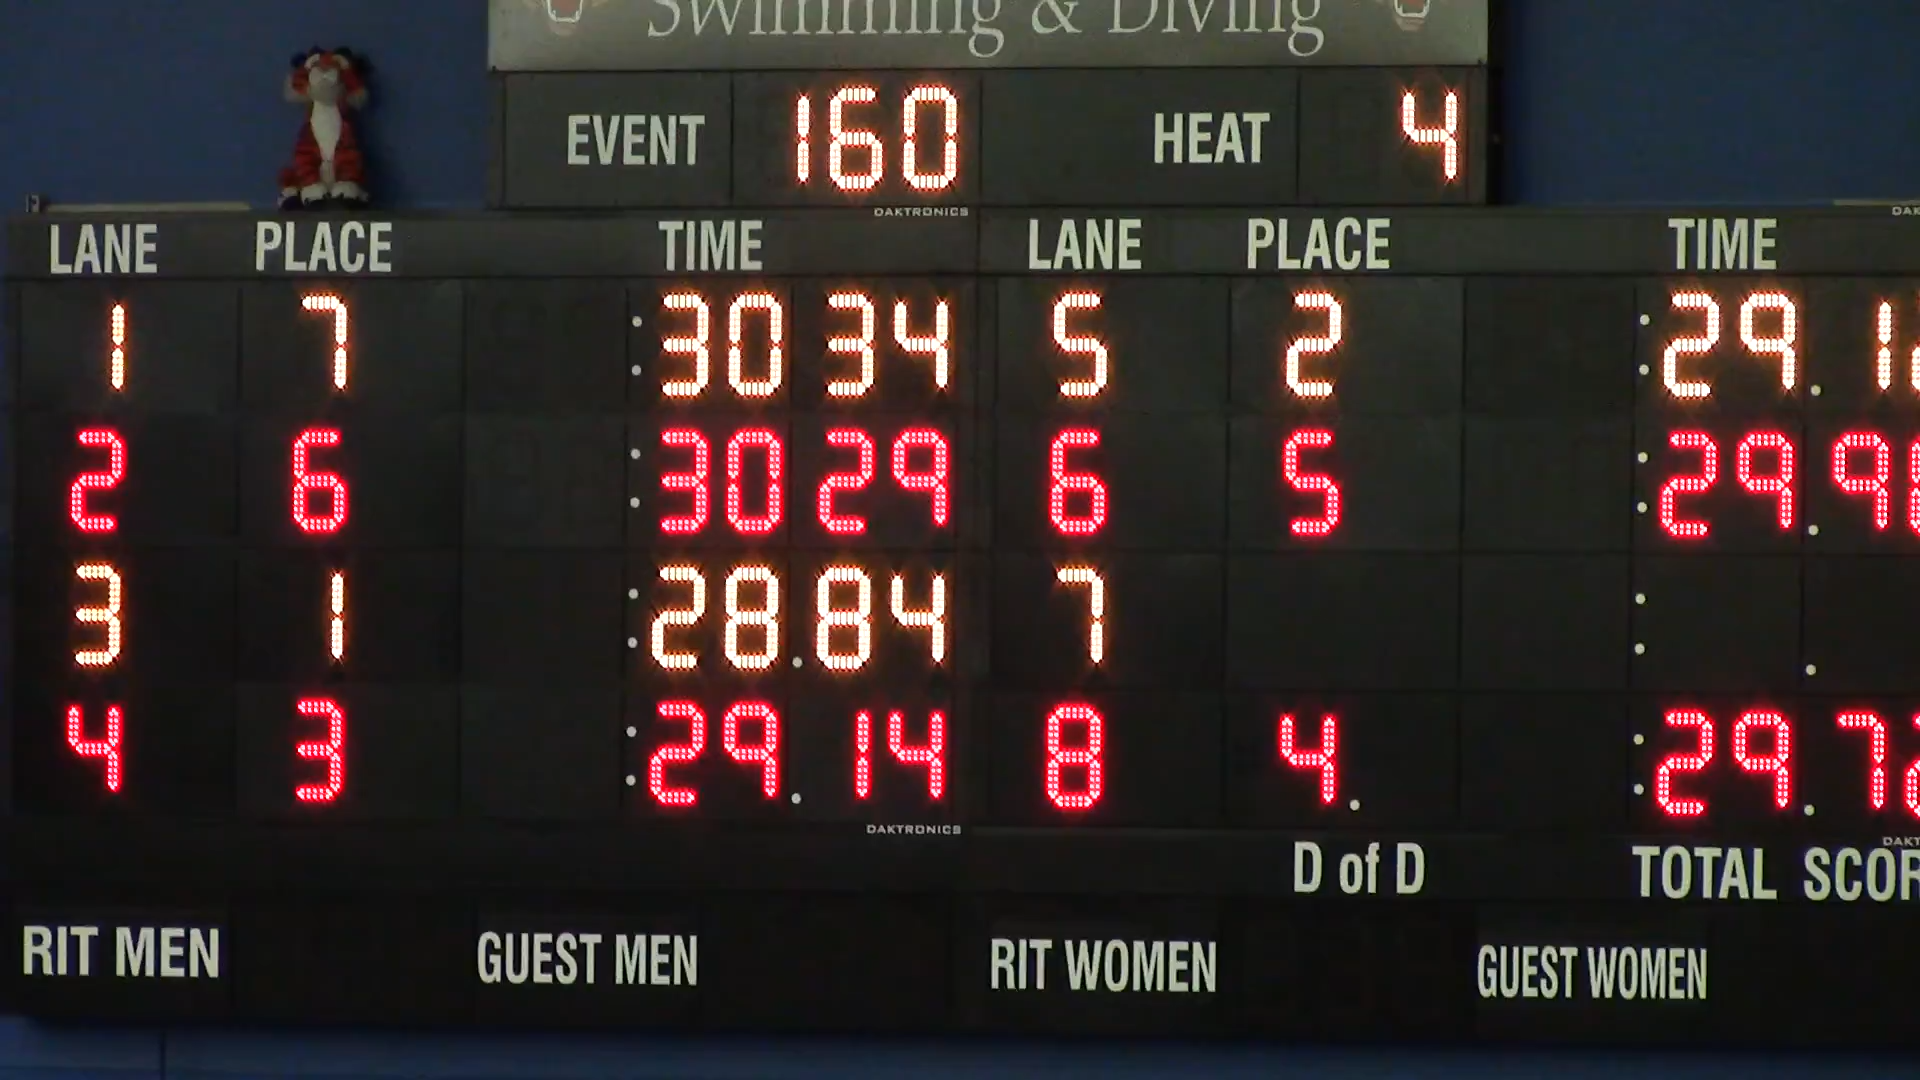 Swimming & Diving
EVENT 160 HEAT 4
DAKTRONICS
LANE PLACE TIME LANE PLACE TIME
1 7 :30 34 5 2 :29.1
2 6 :30 29 6 5 :29.9
3 1 :28.84 7 : .
4 3 :29.14 8 4. :29.7
DAKTRONICS
D of D TOTAL SCOR
RIT MEN GUEST MEN RIT WOMEN GUEST WOMEN